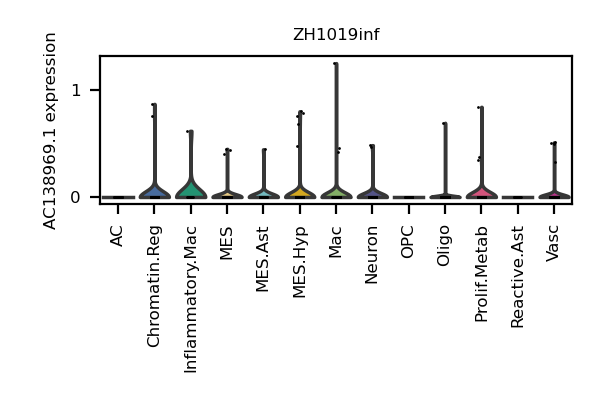 ZH1019inf
AC138969.1 expression
1
0
AC
Chromatin.Reg
Inflammatory.Mac
MES
MES.Ast
MES.Hyp
Mac
Neuron
OPC
Oligo
Prolif.Metab
Reactive.Ast
Vasc